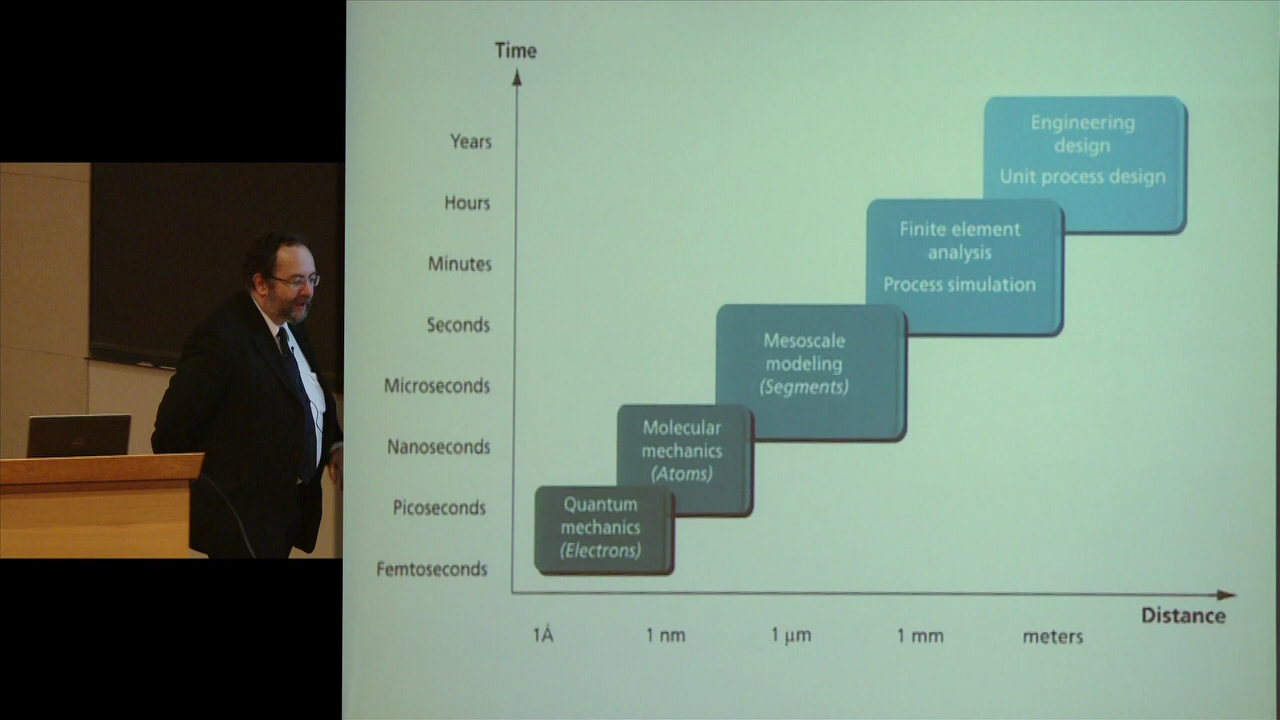 Time
Years
Hours
Minutes
Seconds
Microseconds
Nanoseconds
Picoseconds
Femtoseconds
Engineering
design
Unit process design
Finite element
analysis
Process simulation
Mesoscale
modeling
(Segments)
Molecular
mechanics
(Atoms)
Quantum
mechanics
(Electrons)
1Å
1 nm
1 µm
1 mm
meters
Distance